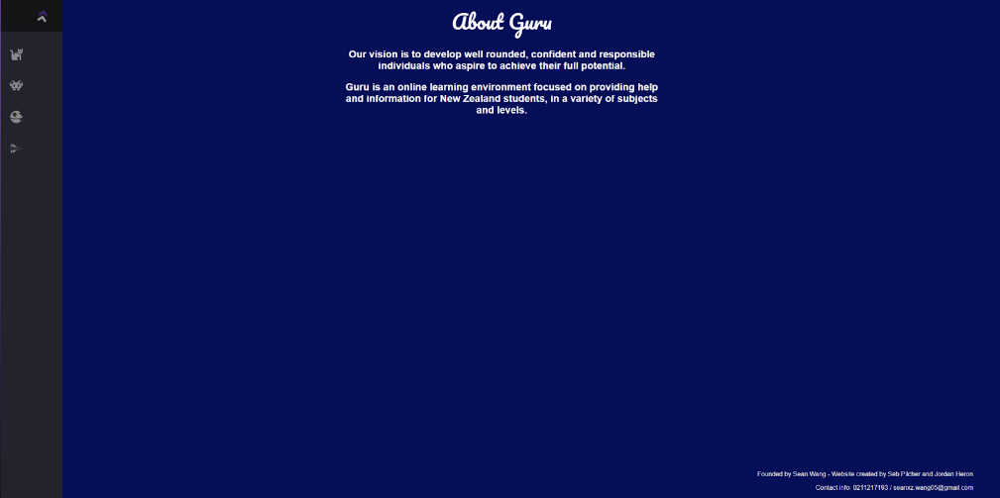 About Guru
Our vision is to develop well rounded, confident and responsible
individuals who aspire to achieve their full potential.
Guru is an online learning environment focused on providing help
and information for New Zealand students, in a variety of subjects
and levels.
Founded by Sean Wang - Website created by Seb Pilcher and Jordan Heron
Contact info: 0211217193 / seanxz.wang05@gmail.com